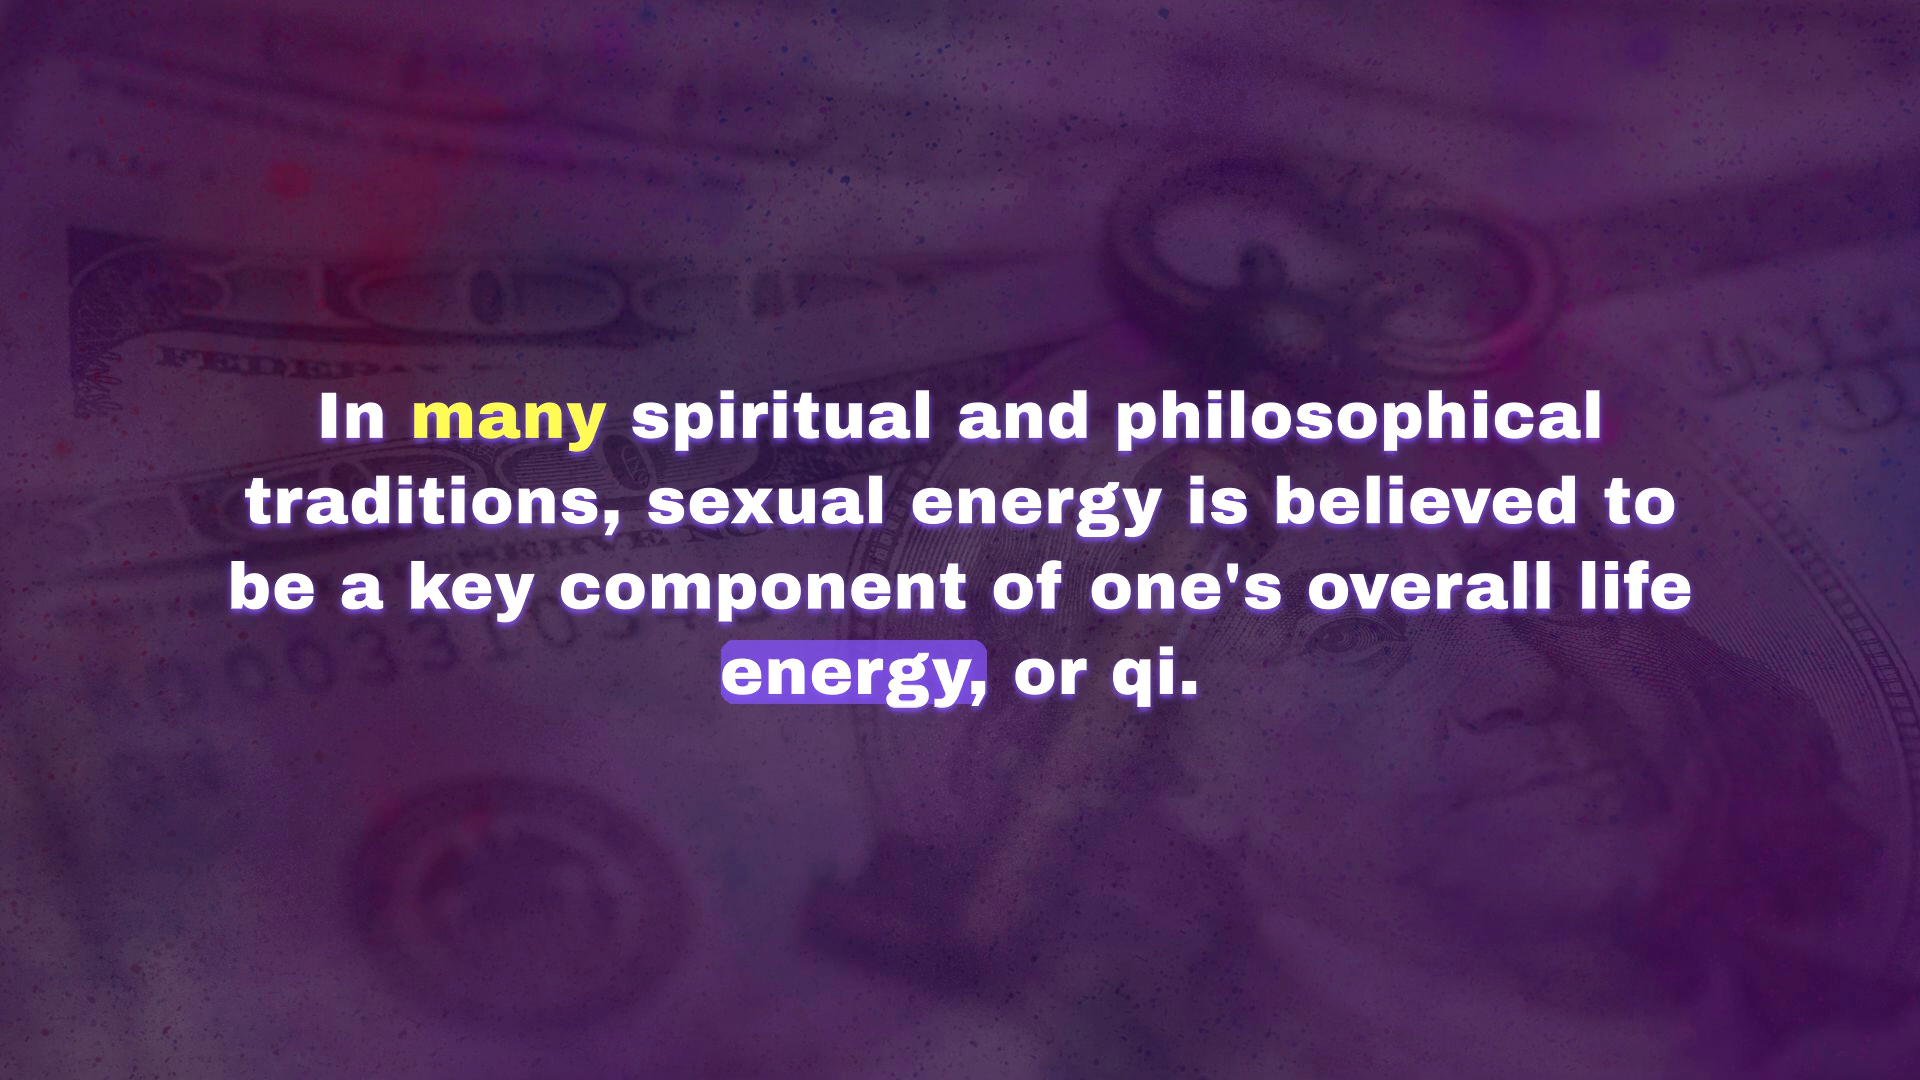 FEDERA
In many spiritual and philosophical
traditions, sexual energy is believed to
be a key component of one's overall life
energy, or qi.